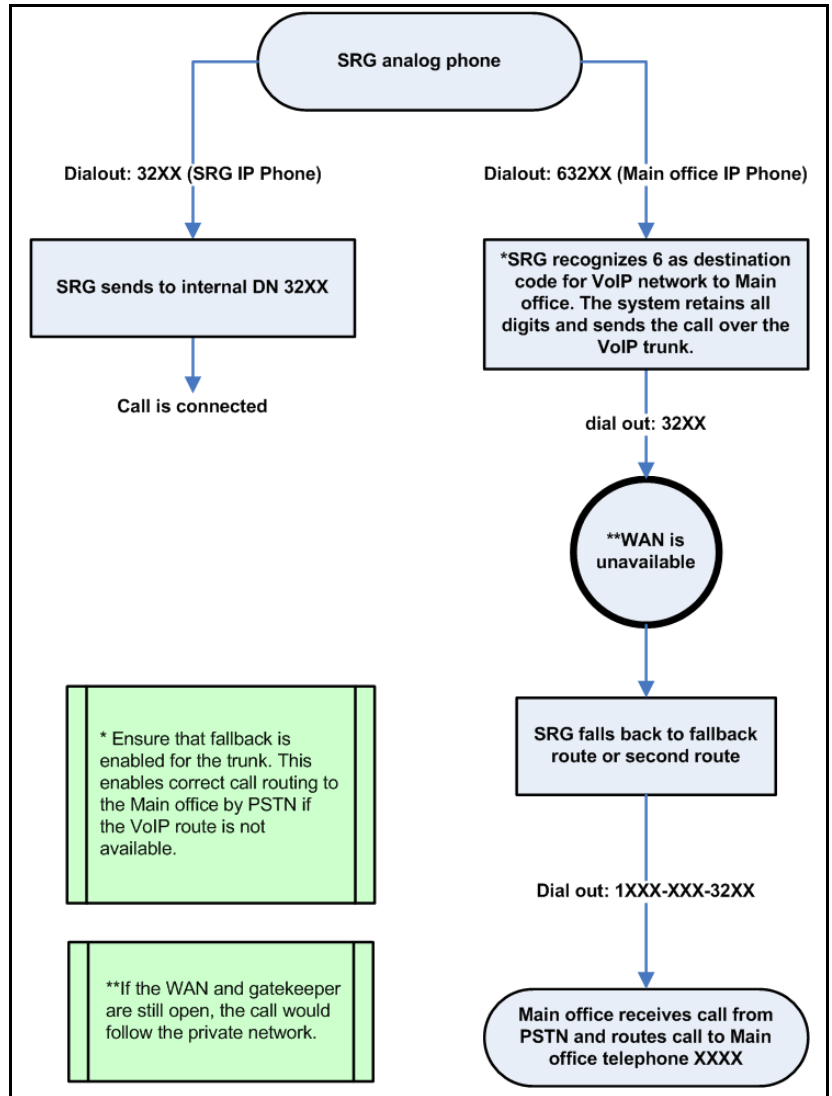 SRG analog phone
Dialout: 32XX (SRG IP Phone)
SRG sends to internal DN 32XX
Call is connected
Dialout: 632XX (Main office IP Phone)
*SRG recognizes 6 as destination
code for VoIP network to Main
office. The system retains all
digits and sends the call over the
VoIP trunk.
dial out: 32XX
**WAN is
unavailable
SRG falls back to fallback
route or second route
Dial out: 1XXX-XXX-32XX
Main office receives call from
PSTN and routes call to Main
office telephone XXXX
* Ensure that fallback is
enabled for the trunk. This
enables correct call routing to
the Main office by PSTN if
the VoIP route is not
available.
**If the WAN and gatekeeper
are still open, the call would
follow the private network.